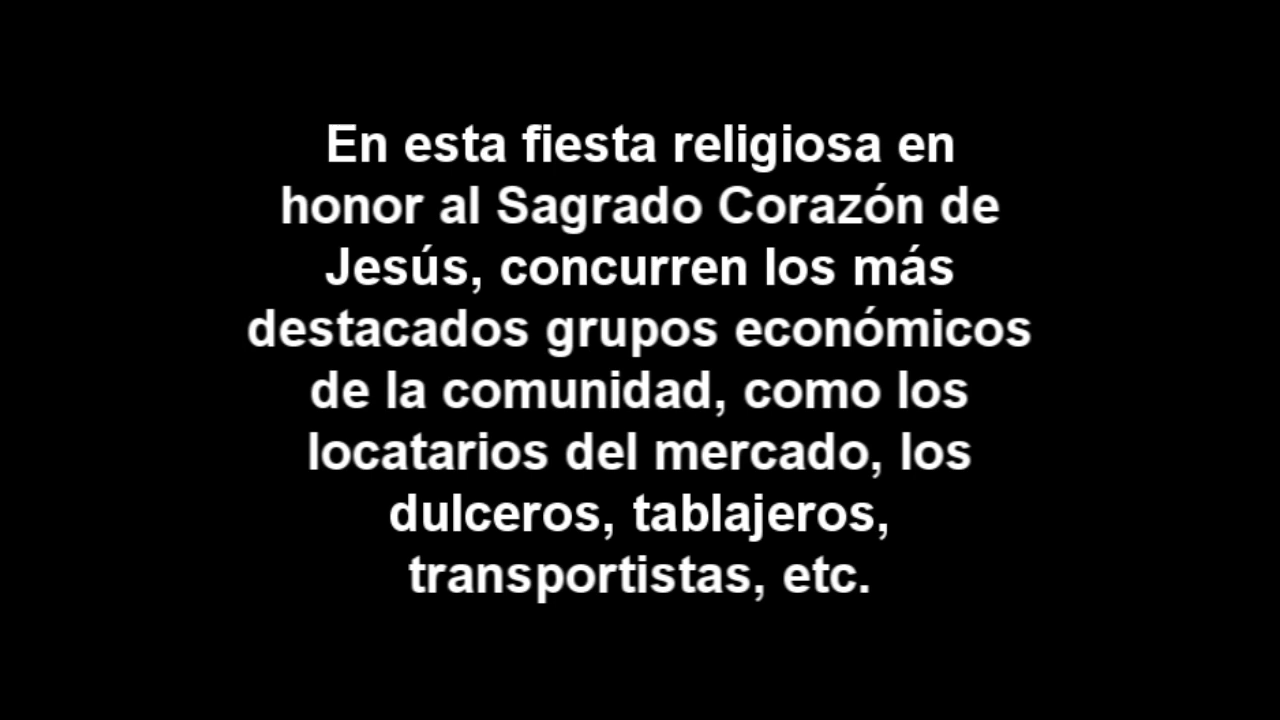 En esta fiesta religiosa en
honor al Sagrado Corazón de
Jesús, concurren los más
destacados grupos económicos
de la comunidad, como los
locatarios del mercado, los
dulceros, tablajeros,
transportistas, etc.